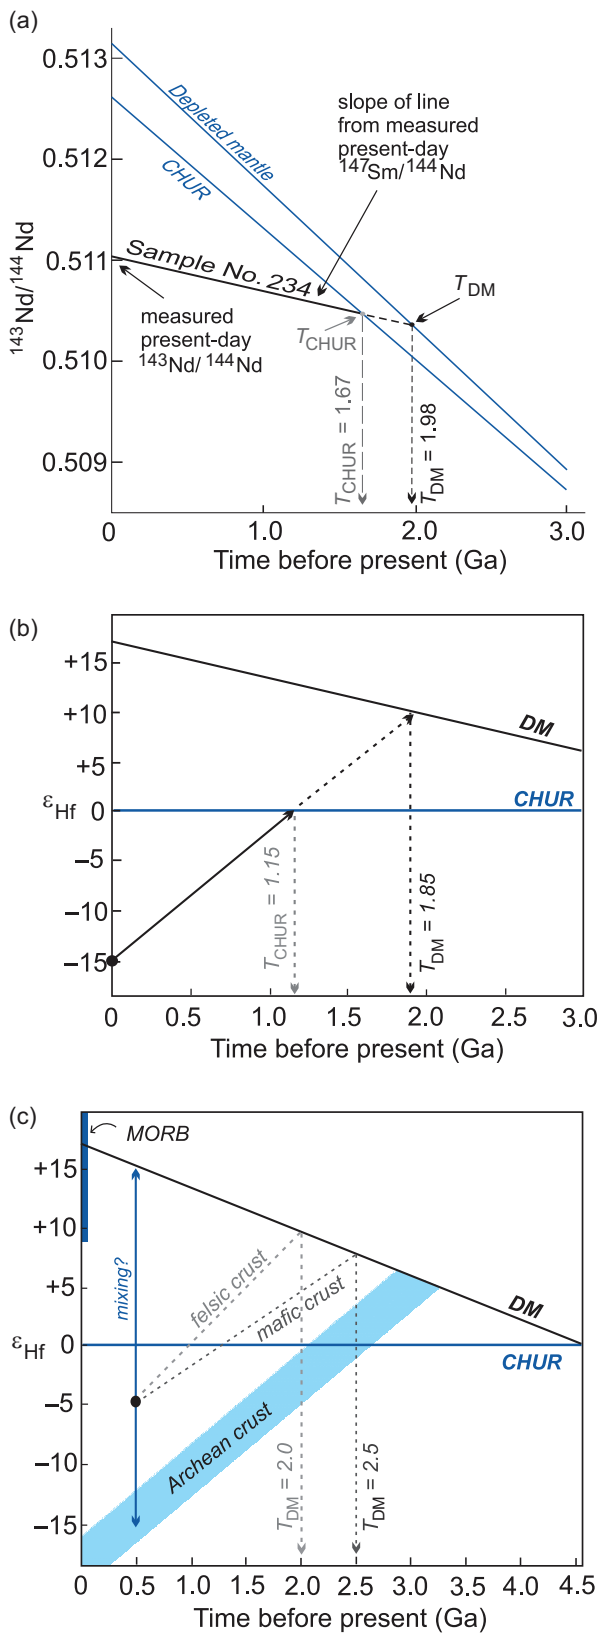 (a)
0.513
0.512
0.511
0.510
0.509
143Nd/144Nd
Depleted mantle
CHUR
slope of line
from measured
present-day
147Sm/144Nd
Sample No. 234
measured
present-day
143Nd/ 144Nd
TCHUR
TDM
TCHUR = 1.67
TDM = 1.98
0
1.0
2.0
3.0
Time before present (Ga)
(b)
+15
+10
+5
εHf 0
−5
−10
−15
DM
CHUR
TCHUR = 1.15
TDM = 1.85
0
0.5
1.0
1.5
2.0
2.5
3.0
Time before present (Ga)
(c)
MORB
+15
+10
+5
εHf 0
−5
−10
−15
mixing?
felsic crust
mafic crust
DM
CHUR
Archean crust
TDM = 2.0
TDM = 2.5
0
0.5
1.0
1.5
2.0
2.5
3.0
3.5
4.0
4.5
Time before present (Ga)